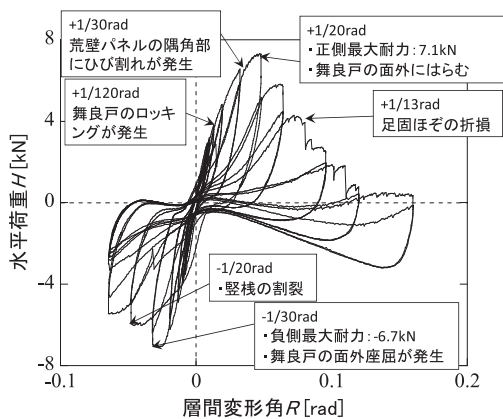 +1/30rad
荒壁パネルの隅角部
にひび割れが発生
+1/20rad
・正側最大耐力：7.1kN
・舞良戸の面外にはらむ
+1/120rad
舞良戸のロッキ
ングが発生
+1/13rad
足固ほぞの折損
-1/20rad
・竪桟の割裂
-1/30rad
・負側最大耐力：-6.7kN
・舞良戸の面外座屈が発生
水平荷重H[kN]
8
4
0
-4
-8
-0.1
0
0.1
0.2
層間変形角R[rad]